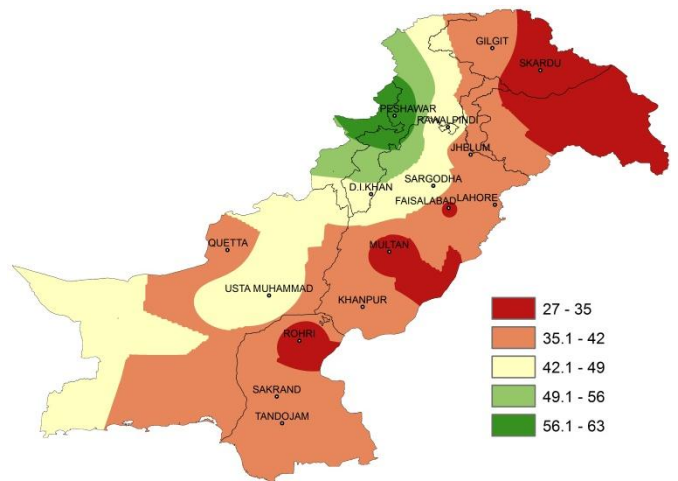 GILGIT
SKARDU
PESHAWAR
RAWALPINDI
JHELUM
SARGODHA
D.I.KHAN
FAISALABAD
LAHORE
QUETTA
MULTAN
USTA MUHAMMAD
KHANPUR
ROHRI
SAKRAND
TANDOJAM
27 - 35
35.1 - 42
42.1 - 49
49.1 - 56
56.1 - 63